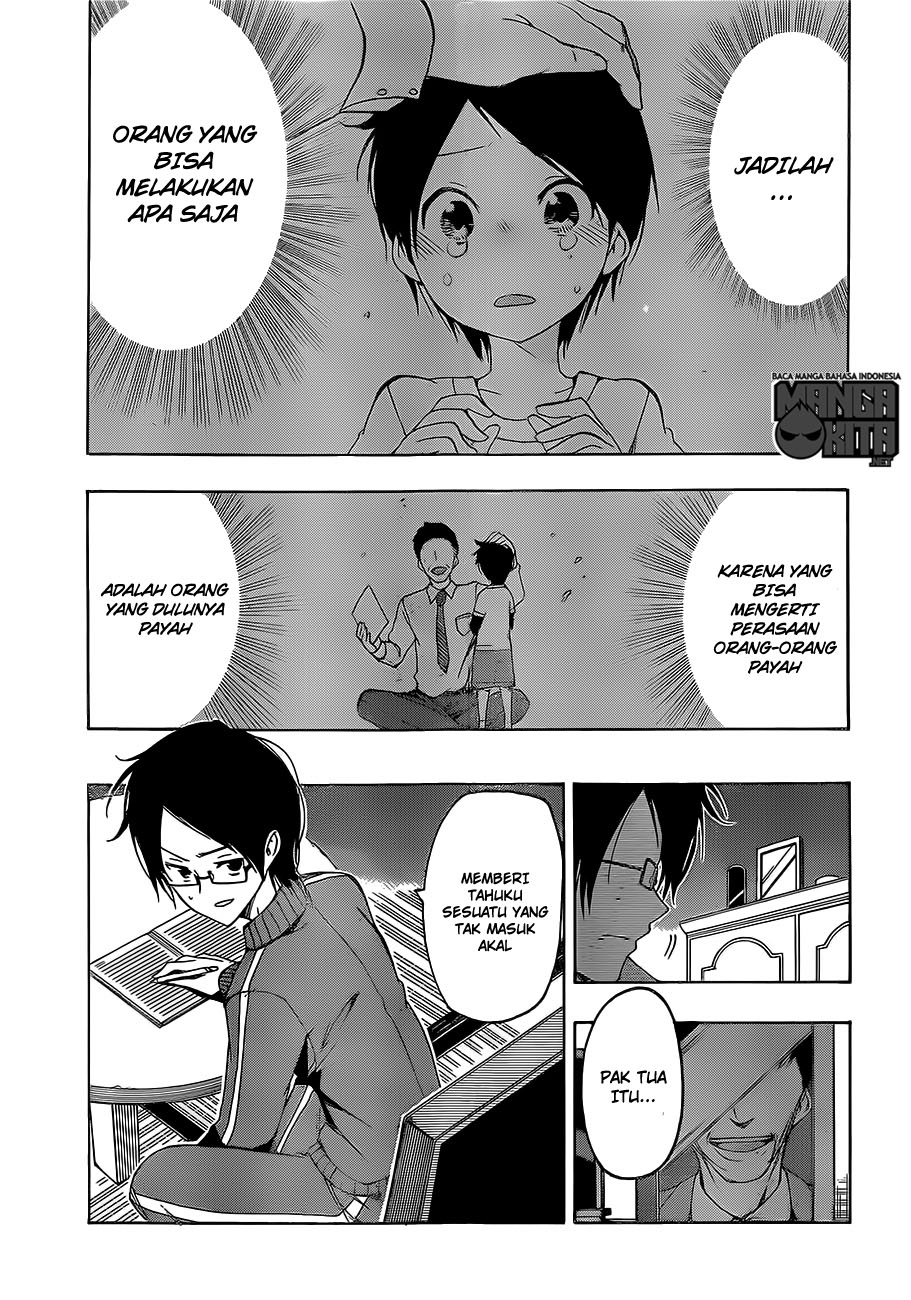 JADILAH
...
ORANG YANG
BISA
MELAKUKAN
APA SAJA
BACA MANGA BAHASA INDONESIA
MANGA
KITA
.NET
KARENA YANG
BISA
MENGERTI
PERASAAN
ORANG-ORANG
PAYAH
ADALAH ORANG
YANG DULUNYA
PAYAH
PAK TUA
ITU...
MEMBERI
TAHUKU
SESUATU YANG
TAK MASUK
AKAL